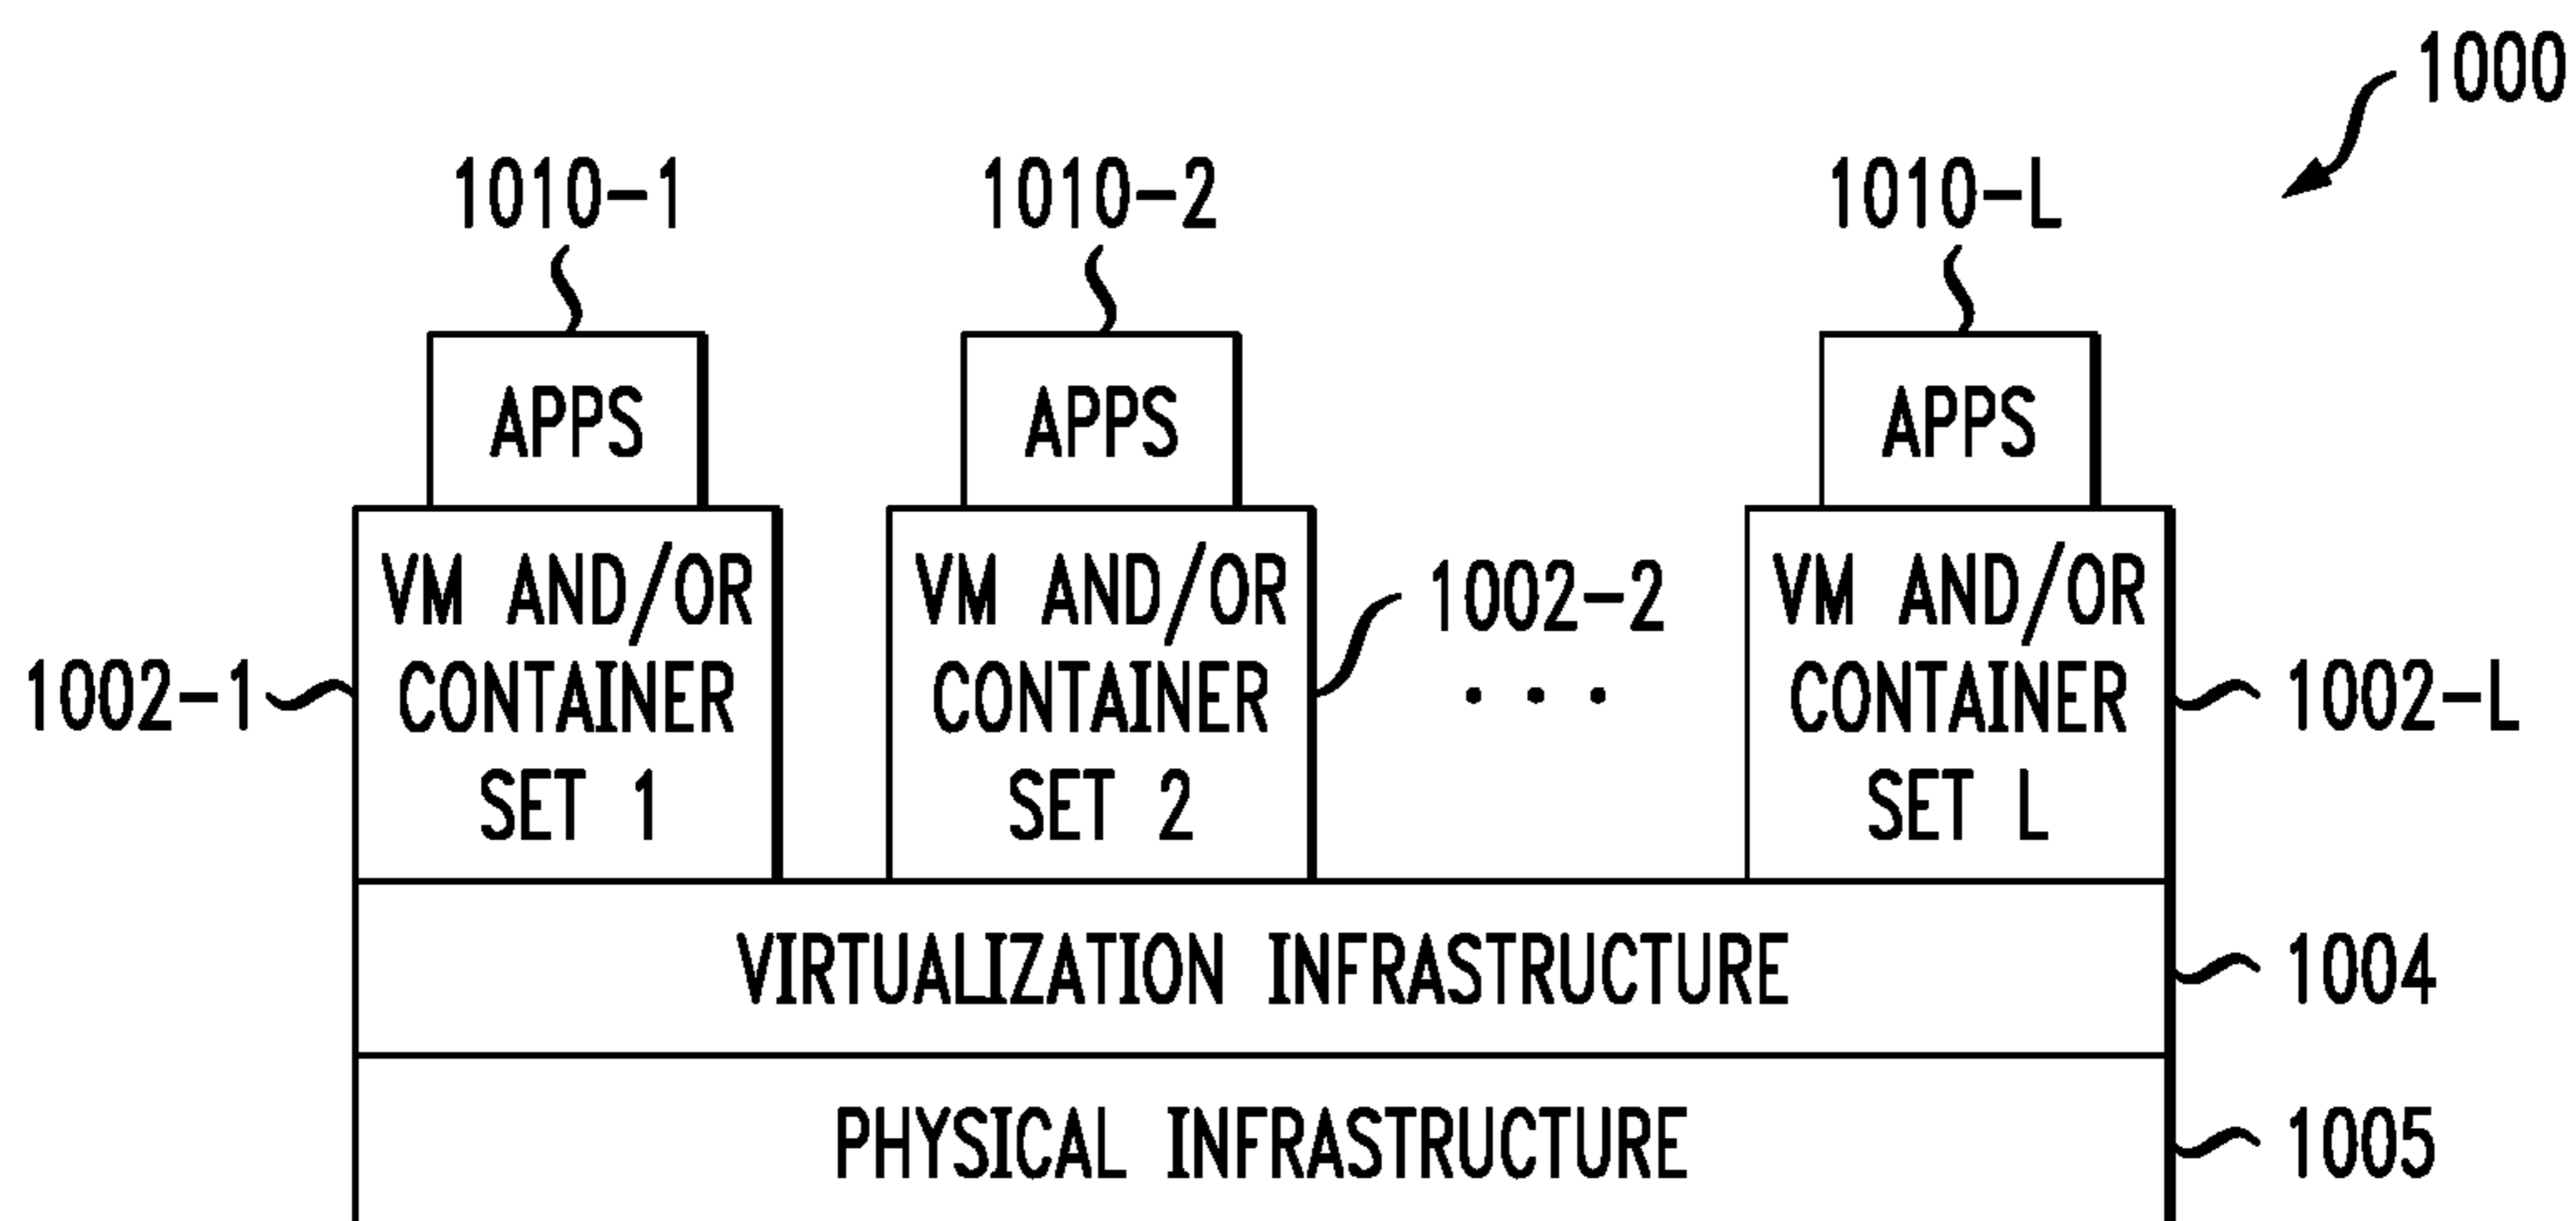 1000
1010-1 1010-2 1010-L
APPS APPS APPS
VM AND/OR CONTAINER SET 1
VM AND/OR CONTAINER SET 2
VM AND/OR CONTAINER SET L
1002-1 1002-2 . . . 1002-L
VIRTUALIZATION INFRASTRUCTURE 1004
PHYSICAL INFRASTRUCTURE 1005